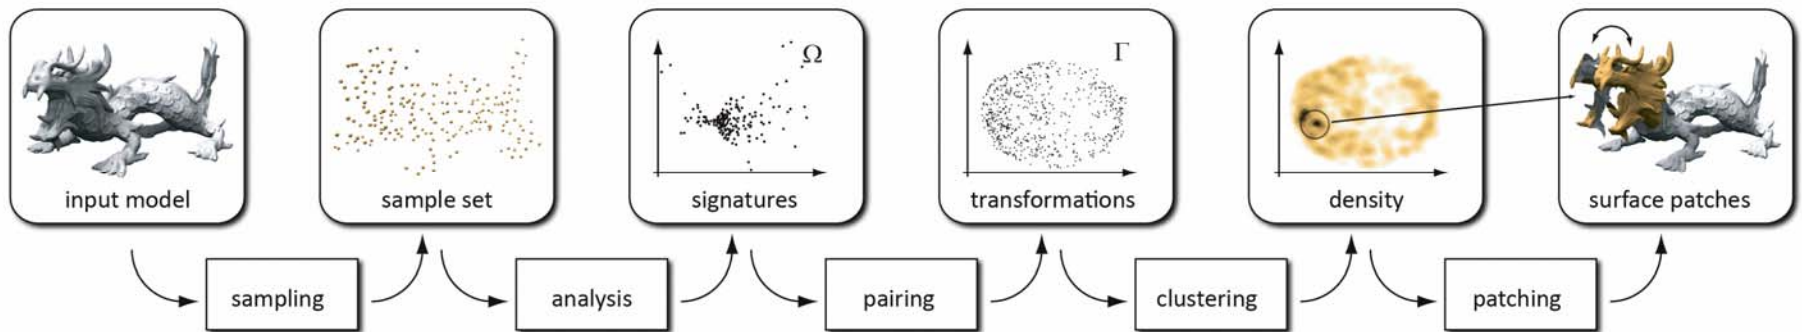 Ω
Γ
input model
sample set
signatures
transformations
density
surface patches
sampling
analysis
pairing
clustering
patching